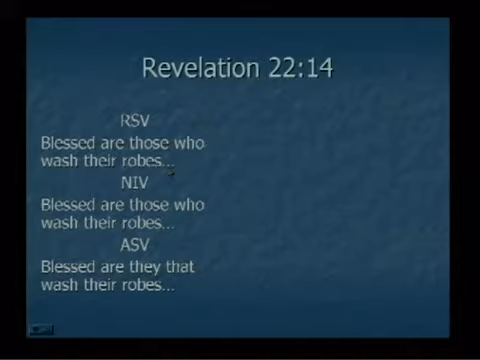 Revelation 22:14
RSV
Blessed are those who
wash their robes...
NIV
Blessed are those who
wash their robes...
ASV
Blessed are they that
wash their robes...